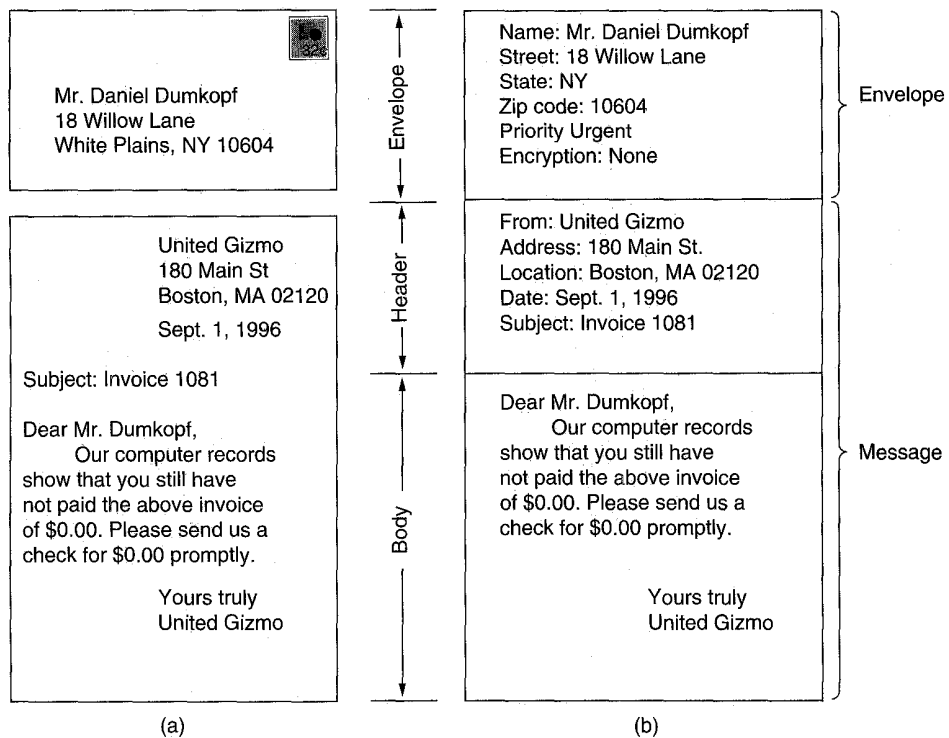 Mr. Daniel Dumkopf
18 Willow Lane
White Plains, NY 10604
United Gizmo
180 Main St
Boston, MA 02120
Sept. 1, 1996
Subject: Invoice 1081
Dear Mr. Dumkopf,
Our computer records
show that you still have
not paid the above invoice
of $0.00. Please send us a
check for $0.00 promptly.
Yours truly
United Gizmo
(a)
Envelope
Header
Body
Name: Mr. Daniel Dumkopf
Street: 18 Willow Lane
State: NY
Zip code: 10604
Priority Urgent
Encryption: None
From: United Gizmo
Address: 180 Main St.
Location: Boston, MA 02120
Date: Sept. 1, 1996
Subject: Invoice 1081
Dear Mr. Dumkopf,
Our computer records
show that you still have
not paid the above invoice
of $0.00. Please send us a
check for $0.00 promptly.
Yours truly
United Gizmo
(b)
Envelope
Message